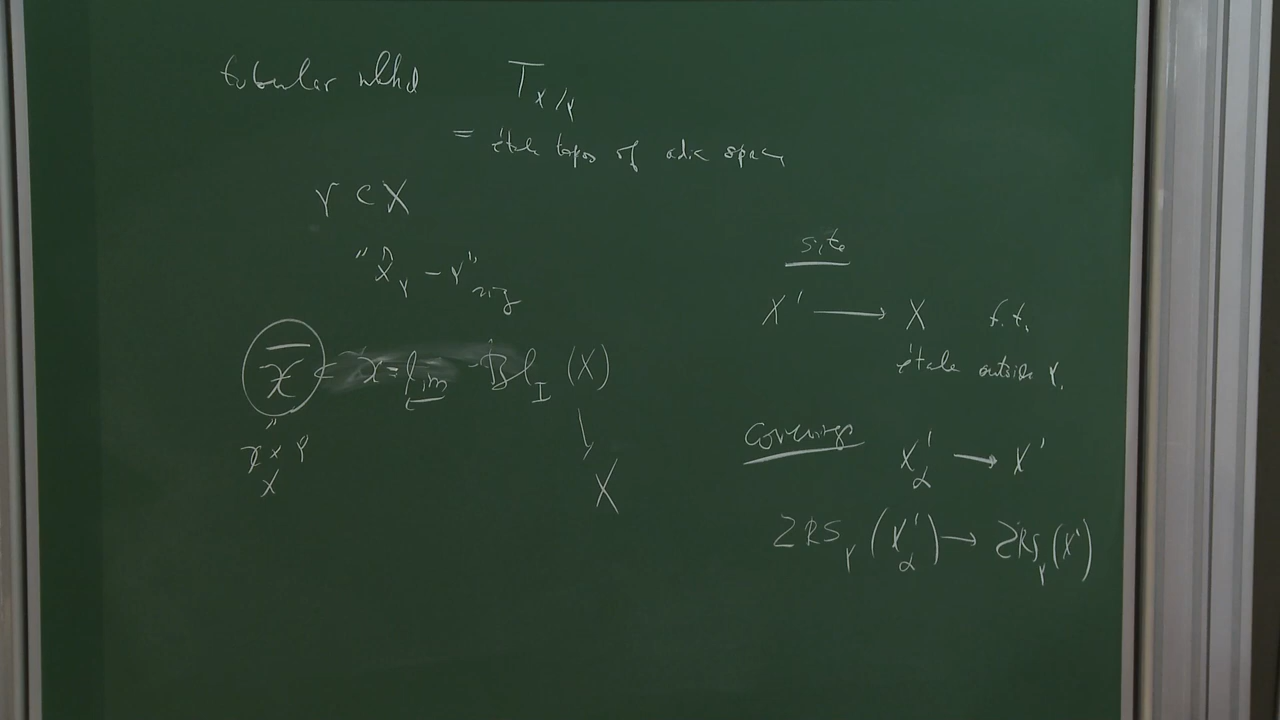 tubular nbhd T_{X/Y}
= étale topos of adic space
Y ⊂ X
"X̂_Y − Y"_{rig}
𝒳̄ ⊂ 𝒳 = lim← Bl_I (X)
"
𝒳 × Y
X
↓
X
site
X' ⟶ X f.t.
étale outside Y.
Coverings X'_α ⟶ X'
ZRS_Y (X'_α) ⟶ ZRS_Y (X')